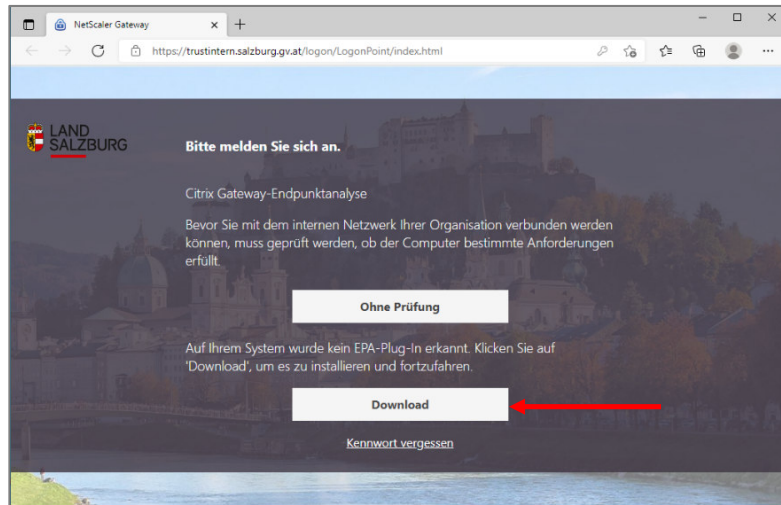 NetScaler Gateway
https://trustintern.salzburg.gv.at/logon/LogonPoint/index.html
LAND
SALZBURG
Bitte melden Sie sich an.
Citrix Gateway-Endpunktanalyse
Bevor Sie mit dem internen Netzwerk Ihrer Organisation verbunden werden
können, muss geprüft werden, ob der Computer bestimmte Anforderungen
erfüllt.
Ohne Prüfung
Auf Ihrem System wurde kein EPA-Plug-In erkannt. Klicken Sie auf
'Download', um es zu installieren und fortzufahren.
Download
Kennwort vergessen